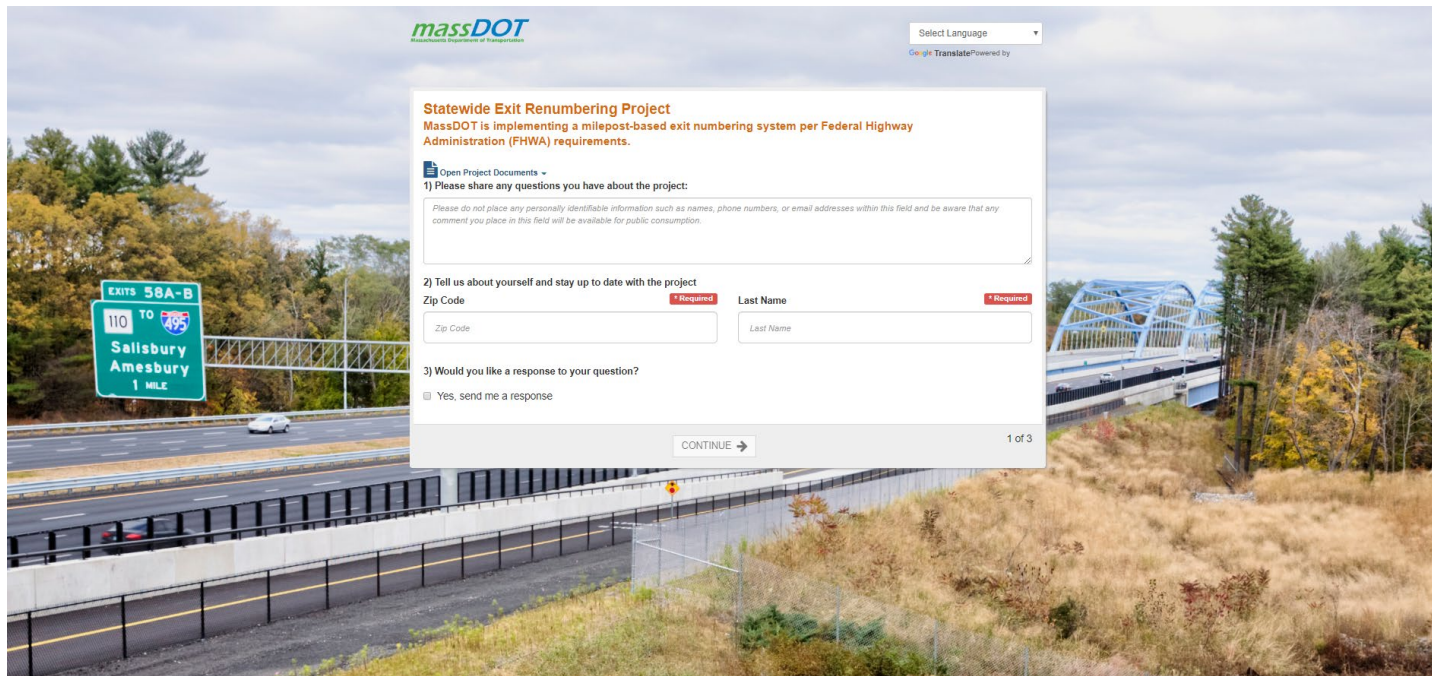 massDOT
Massachusetts Department of Transportation
Select Language
Google TranslatePowered by
Statewide Exit Renumbering Project
MassDOT is implementing a milepost-based exit numbering system per Federal Highway
Administration (FHWA) requirements.
Open Project Documents
1) Please share any questions you have about the project:
Please do not place any personally identifiable information such as names, phone numbers, or email addresses within this field and be aware that any
comment you place in this field will be available for public consumption.
2) Tell us about yourself and stay up to date with the project
Zip Code * Required Last Name * Required
Zip Code Last Name
3) Would you like a response to your question?
Yes, send me a response
CONTINUE
1 of 3
EXITS 58A-B
110 TO 495
Salisbury
Amesbury
1 MILE